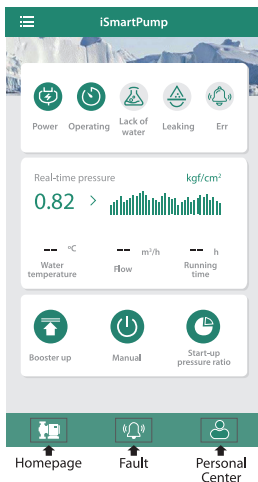 iSmartPump
Power Operating Lack of water Leaking Err
Real-time pressure kgf/cm²
0.82 >
-- °C -- m³/h -- h
Water temperature Flow Running time
Booster up Manual Start-up pressure ratio
Homepage Fault Personal Center